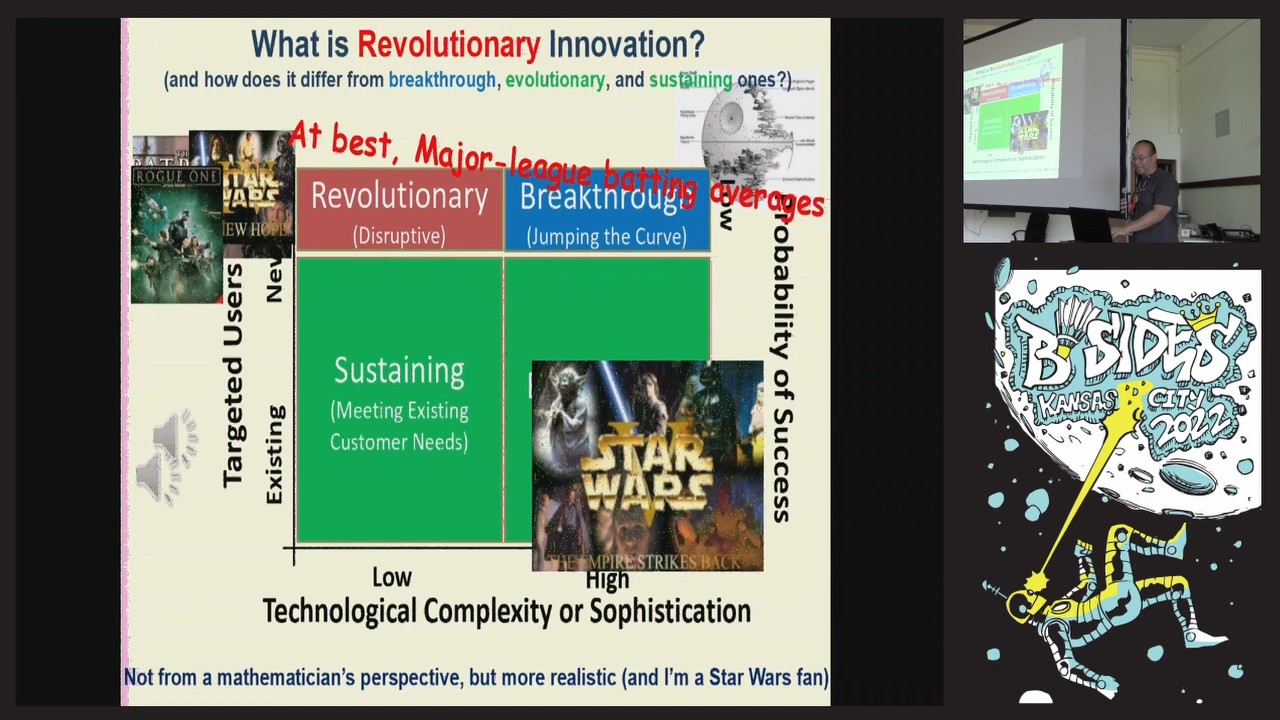 What is Revolutionary Innovation?
(and how does it differ from breakthrough, evolutionary, and sustaining ones?)
At best, Major-league batting averages
ROGUE ONE
STAR
WARS
NEW HOPE
Revolutionary
(Disruptive)
Breakthrough
(Jumping the Curve)
Low
Probability of Success
Targeted Users
New
Existing
Sustaining
(Meeting Existing
Customer Needs)
STAR
WARS
V
THE EMPIRE STRIKES BACK
Low
High
Technological Complexity or Sophistication
Not from a mathematician's perspective, but more realistic (and I'm a Star Wars fan)
B-SIDES
KANSAS CITY
2022